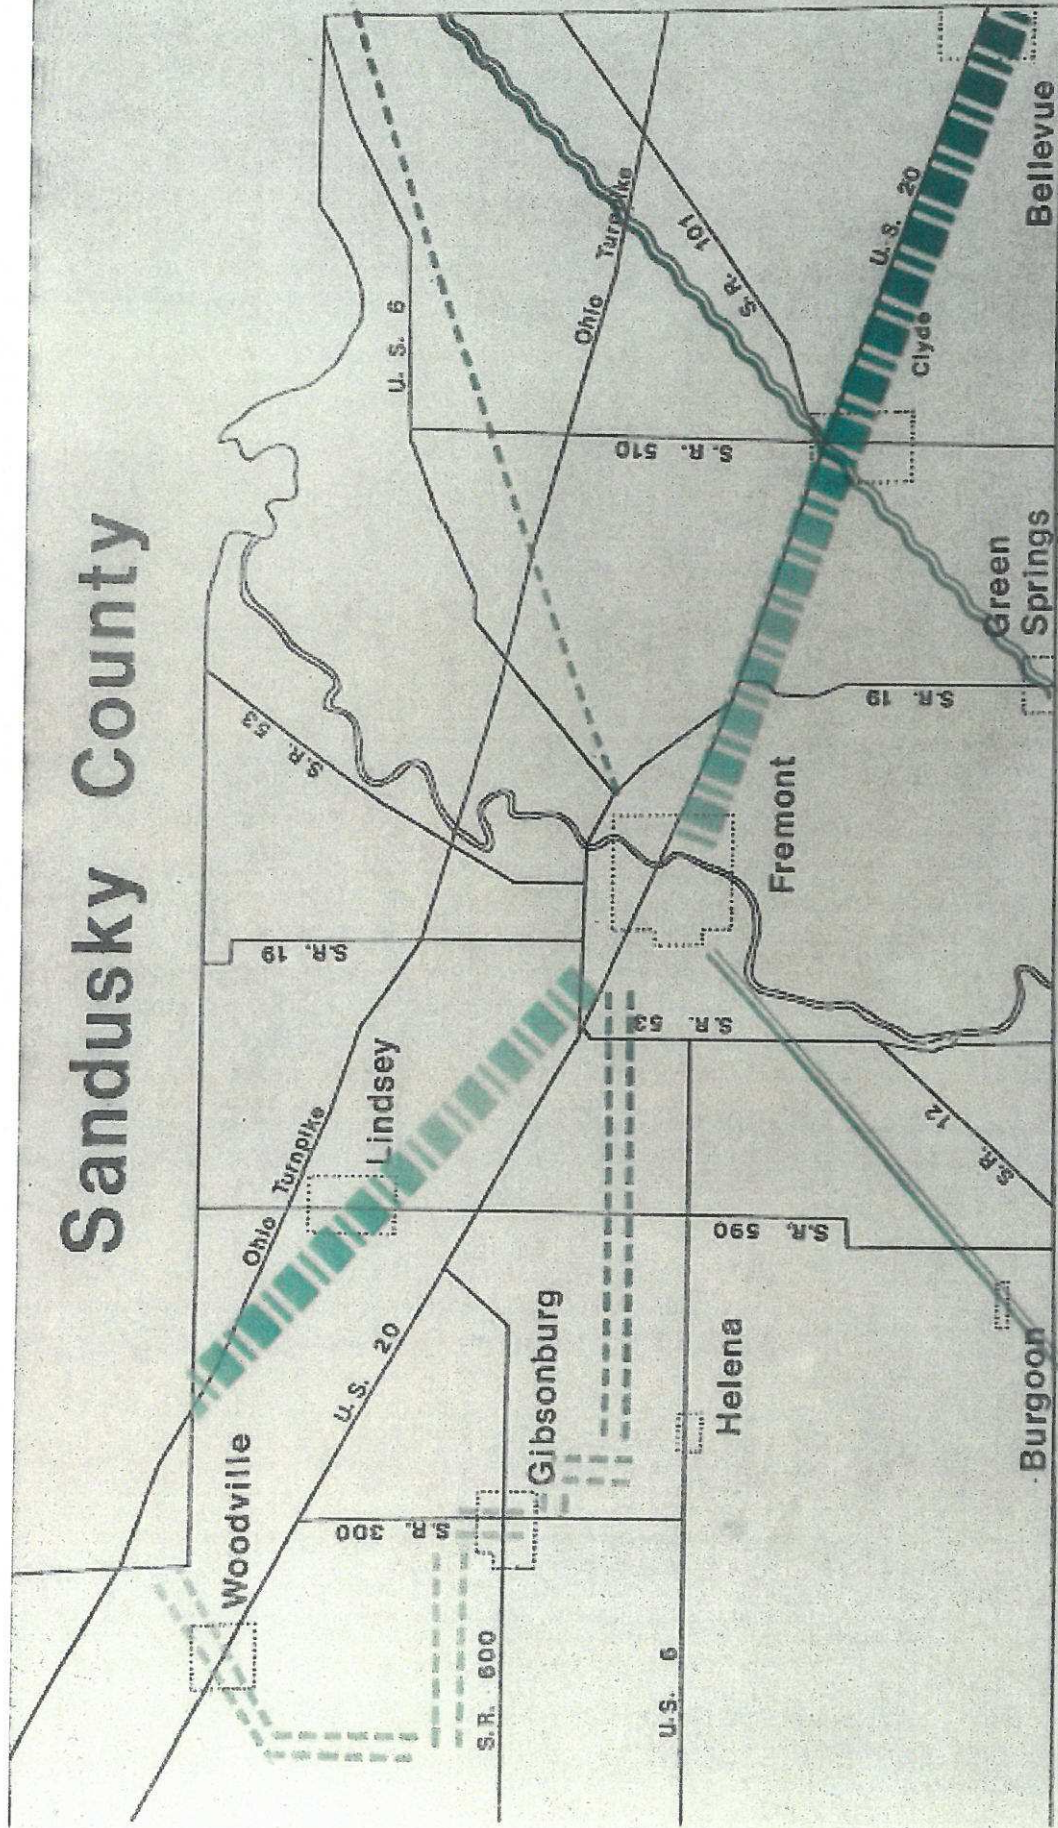 Sandusky County
Woodville
Ohio Turnpike
Lindsey
S.R. 19
S.R. 53
U.S. 6
U.S. 20
S.R. 300
Gibsonburg
S.R. 600
U.S. 6
Helena
S.R. 590
S.R. 53
Fremont
S.R. 12
Burgoon
S.R. 19
Green
Springs
S.R. 510
Ohio Turnpike
S.R. 101
U.S. 20
Clyde
Bellevue